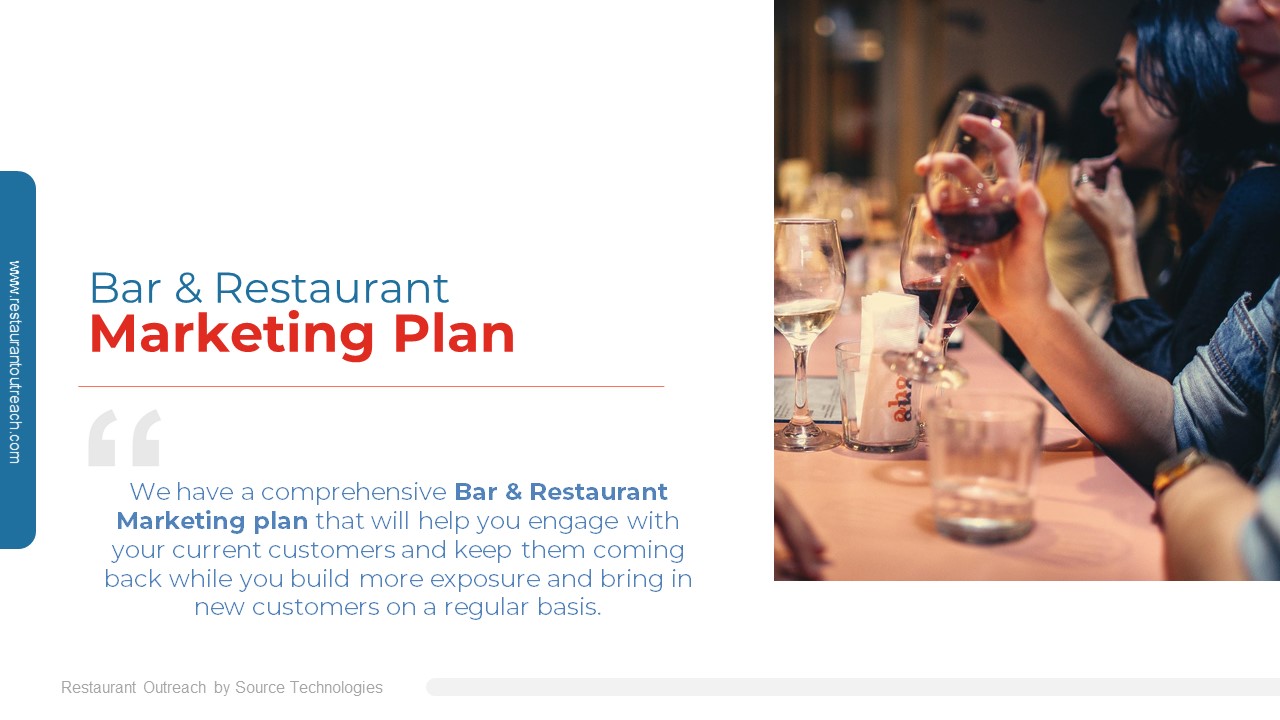 www.restaurantoutreach.com
Bar & Restaurant
Marketing Plan
“
We have a comprehensive Bar & Restaurant
Marketing plan that will help you engage with
your current customers and keep them coming
back while you build more exposure and bring in
new customers on a regular basis.
Restaurant Outreach by Source Technologies